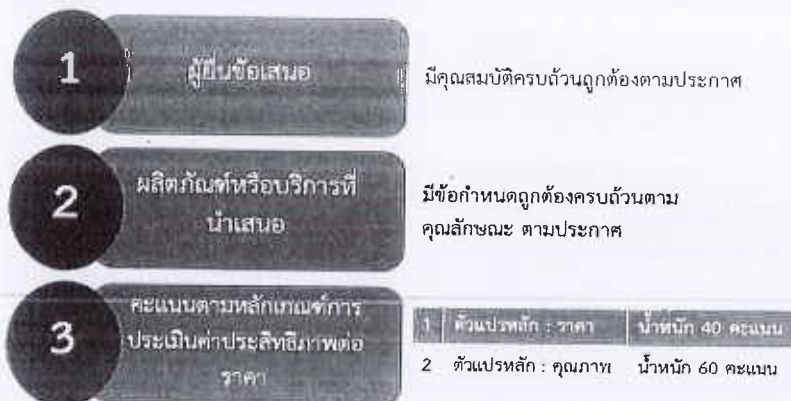 1
ผู้ยื่นข้อเสนอ
มีคุณสมบัติครบถ้วนถูกต้องตามประกาศ
2
ผลิตภัณฑ์หรือบริการที่
นำเสนอ
มีข้อกำหนดถูกต้องครบถ้วนตาม
คุณลักษณะ ตามประกาศ
3
คะแนนตามหลักเกณฑ์การ
ประเมินค่าประสิทธิภาพต่อ
ราคา
1 ตัวแปรหลัก : ราคา น้ำหนัก 40 คะแนน
2 ตัวแปรหลัก : คุณภาพ น้ำหนัก 60 คะแนน